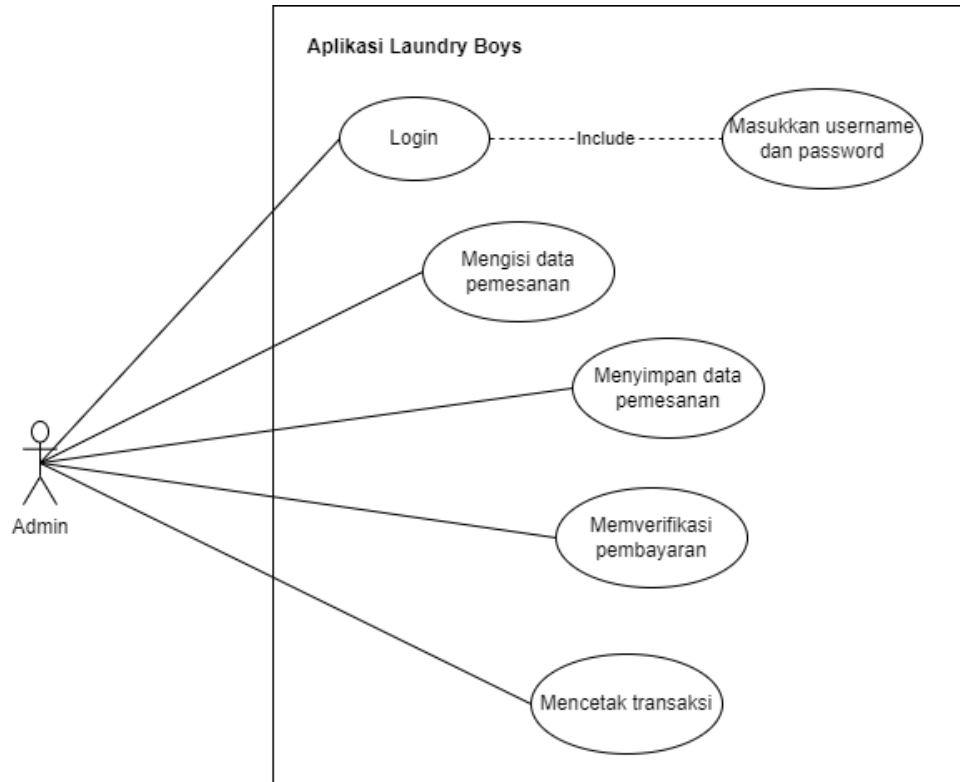 Aplikasi Laundry Boys
Login
Include
Masukkan username
dan password
Mengisi data
pemesanan
Menyimpan data
pemesanan
Admin
Memverifikasi
pembayaran
Mencetak transaksi